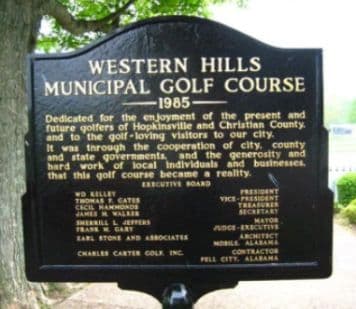 WESTERN HILLS
MUNICIPAL GOLF COURSE
1985
Dedicated for the enjoyment of the present and
future golfers of Hopkinsville and Christian County,
and to the golf-loving visitors to our city.
It was through the cooperation of city, county
and state governments, and the generosity and
hard work of local individuals and businesses,
that this golf course became a reality.
EXECUTIVE BOARD
WD KELLEY PRESIDENT
THOMAS F. GATES VICE-PRESIDENT
CECIL HAMMONDS TREASURER
JAMES H. WALKER SECRETARY
SHERRILL L. JEFFERS MAYOR
FRANK W. GARY JUDGE-EXECUTIVE
EARL STONE AND ASSOCIATES ARCHITECT
MOBILE, ALABAMA
CHARLES CARTER GOLF, INC. CONTRACTOR
PELL CITY, ALABAMA